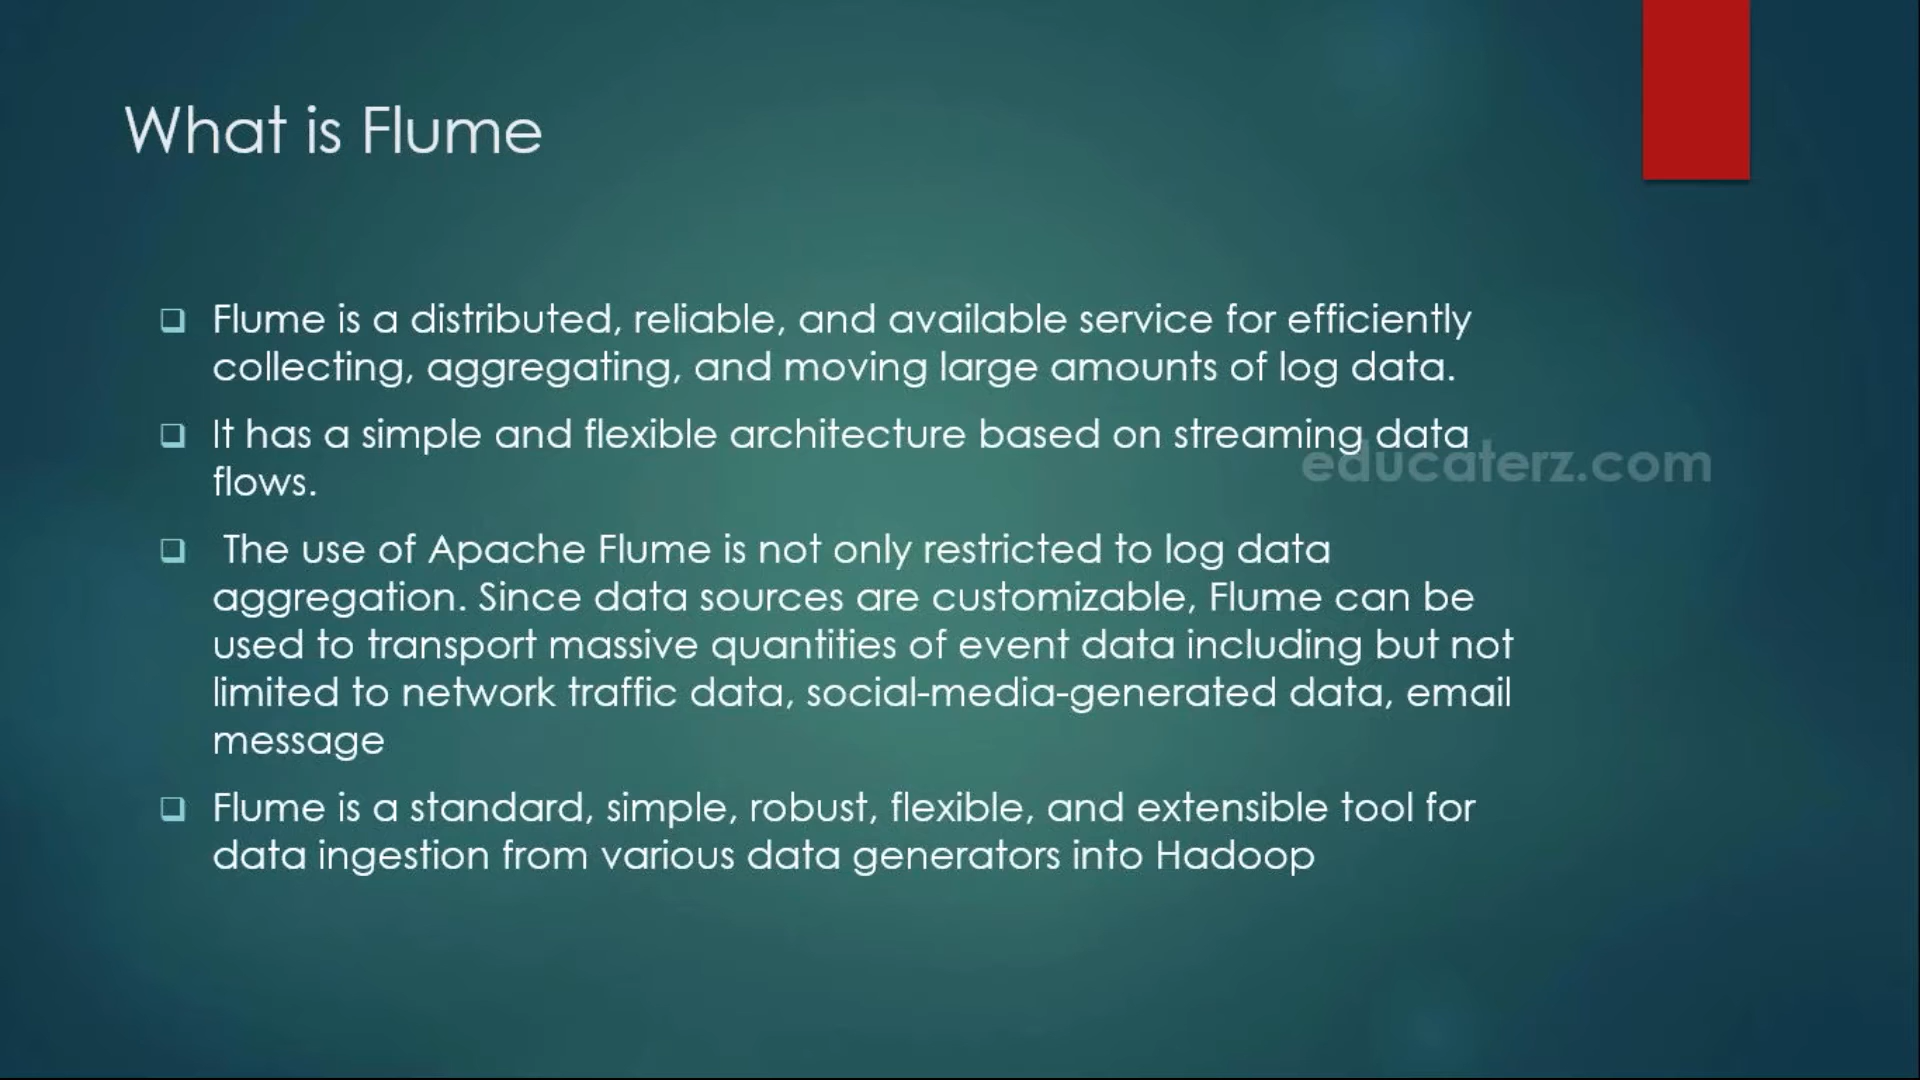 What is Flume
❑ Flume is a distributed, reliable, and available service for efficiently
collecting, aggregating, and moving large amounts of log data.
❑ It has a simple and flexible architecture based on streaming data
flows.
educaterz.com
❑ The use of Apache Flume is not only restricted to log data
aggregation. Since data sources are customizable, Flume can be
used to transport massive quantities of event data including but not
limited to network traffic data, social-media-generated data, email
message
❑ Flume is a standard, simple, robust, flexible, and extensible tool for
data ingestion from various data generators into Hadoop